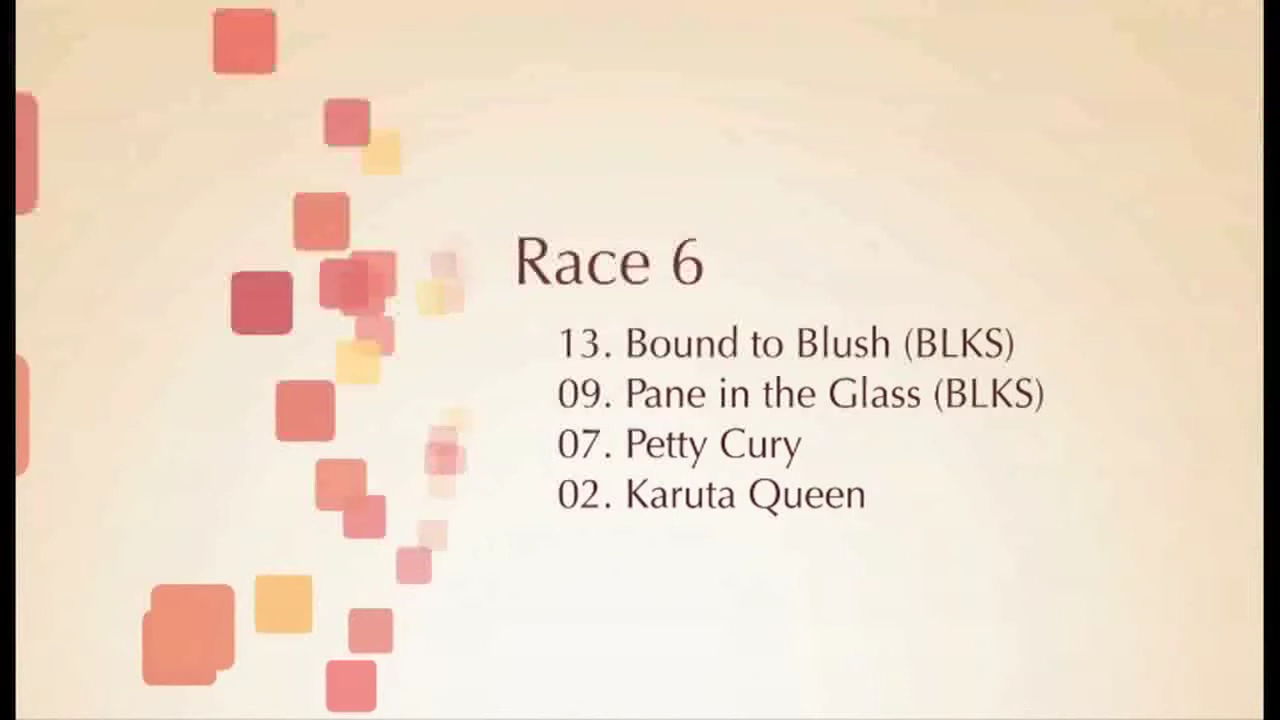 Race 6
13. Bound to Blush (BLKS)
09. Pane in the Glass (BLKS)
07. Petty Cury
02. Karuta Queen